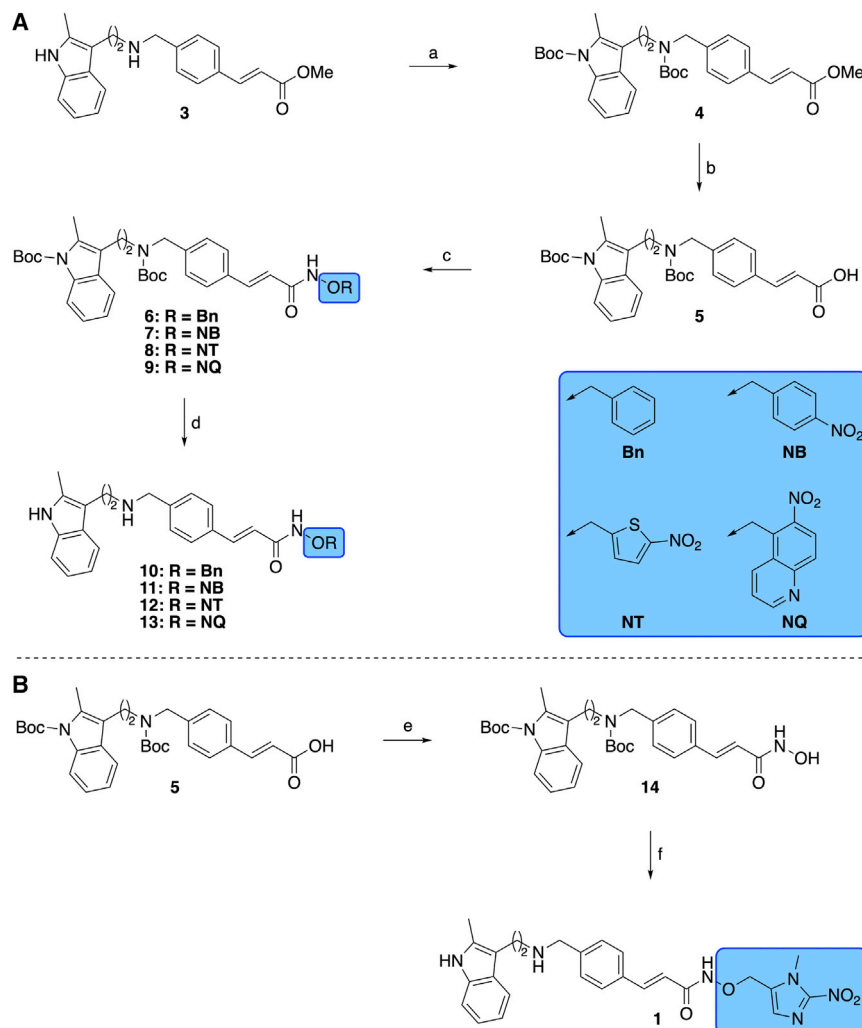 A
HN
( )2
N
H
OMe
O
3
a
Boc
N
( )2
N
Boc
OMe
O
4
b
Boc
N
( )2
N
Boc
H
N
OR
O
6: R = Bn
7: R = NB
8: R = NT
9: R = NQ
c
Boc
N
( )2
N
Boc
OH
O
5
d
HN
( )2
N
H
H
N
OR
O
10: R = Bn
11: R = NB
12: R = NT
13: R = NQ
Bn
NO2
NB
S
NO2
NT
NO2
N
NQ
B
Boc
N
( )2
N
Boc
OH
O
5
e
Boc
N
( )2
N
Boc
N
H
OH
O
14
f
HN
( )2
N
H
H
N
O
O
N
N
NO2
1